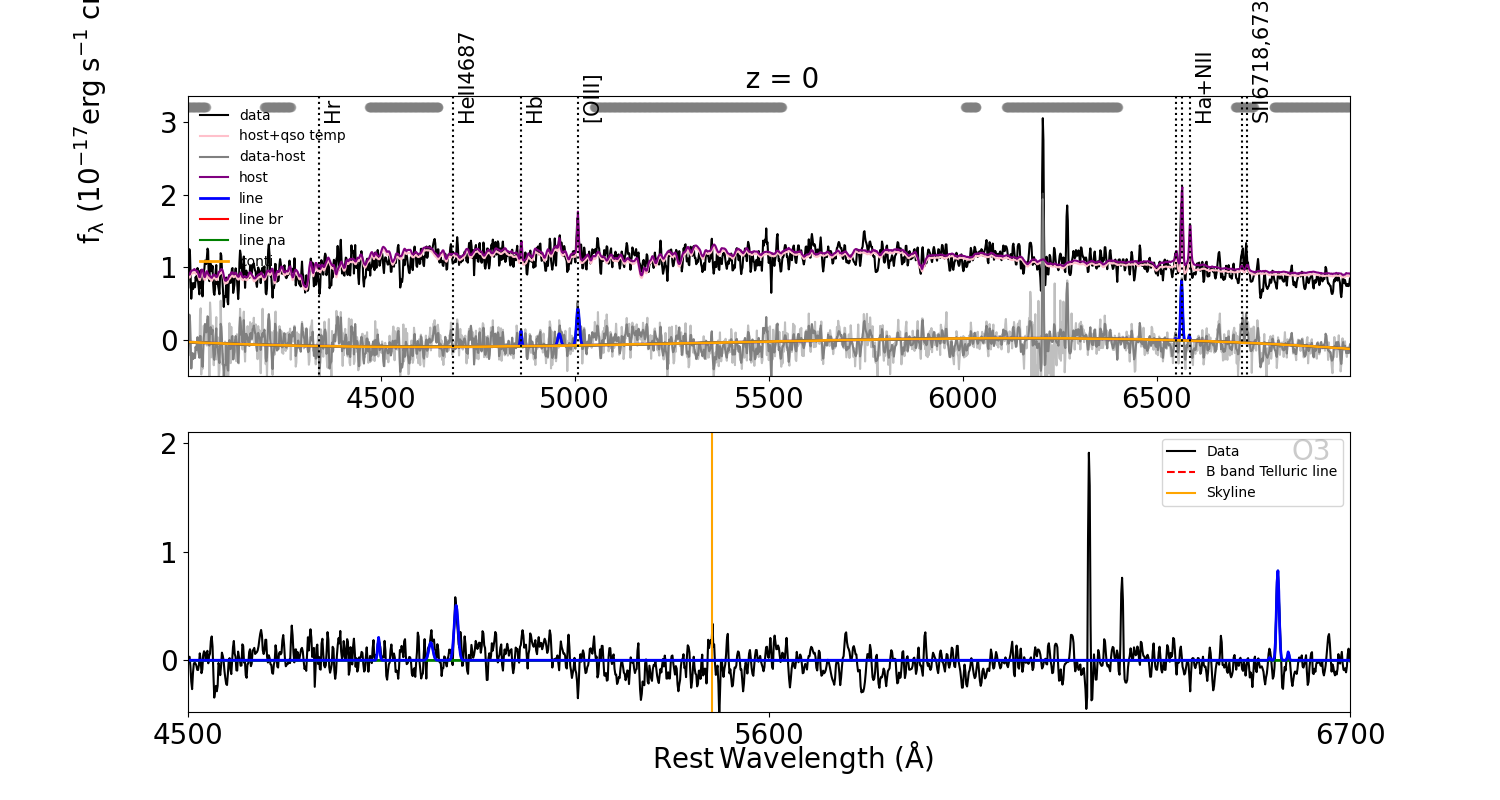 z = 0
fλ (10⁻¹⁷erg s⁻¹
Hr
HeII4687
Hb
[OIII]
Ha+NII
SII6718,673
data
host+qso temp
data-host
host
line
line br
line na
conti
3
2
1
0
4500 5000 5500 6000 6500
O3
Data
B band Telluric line
Skyline
2
1
0
4500 5600 6700
Rest Wavelength (Å)